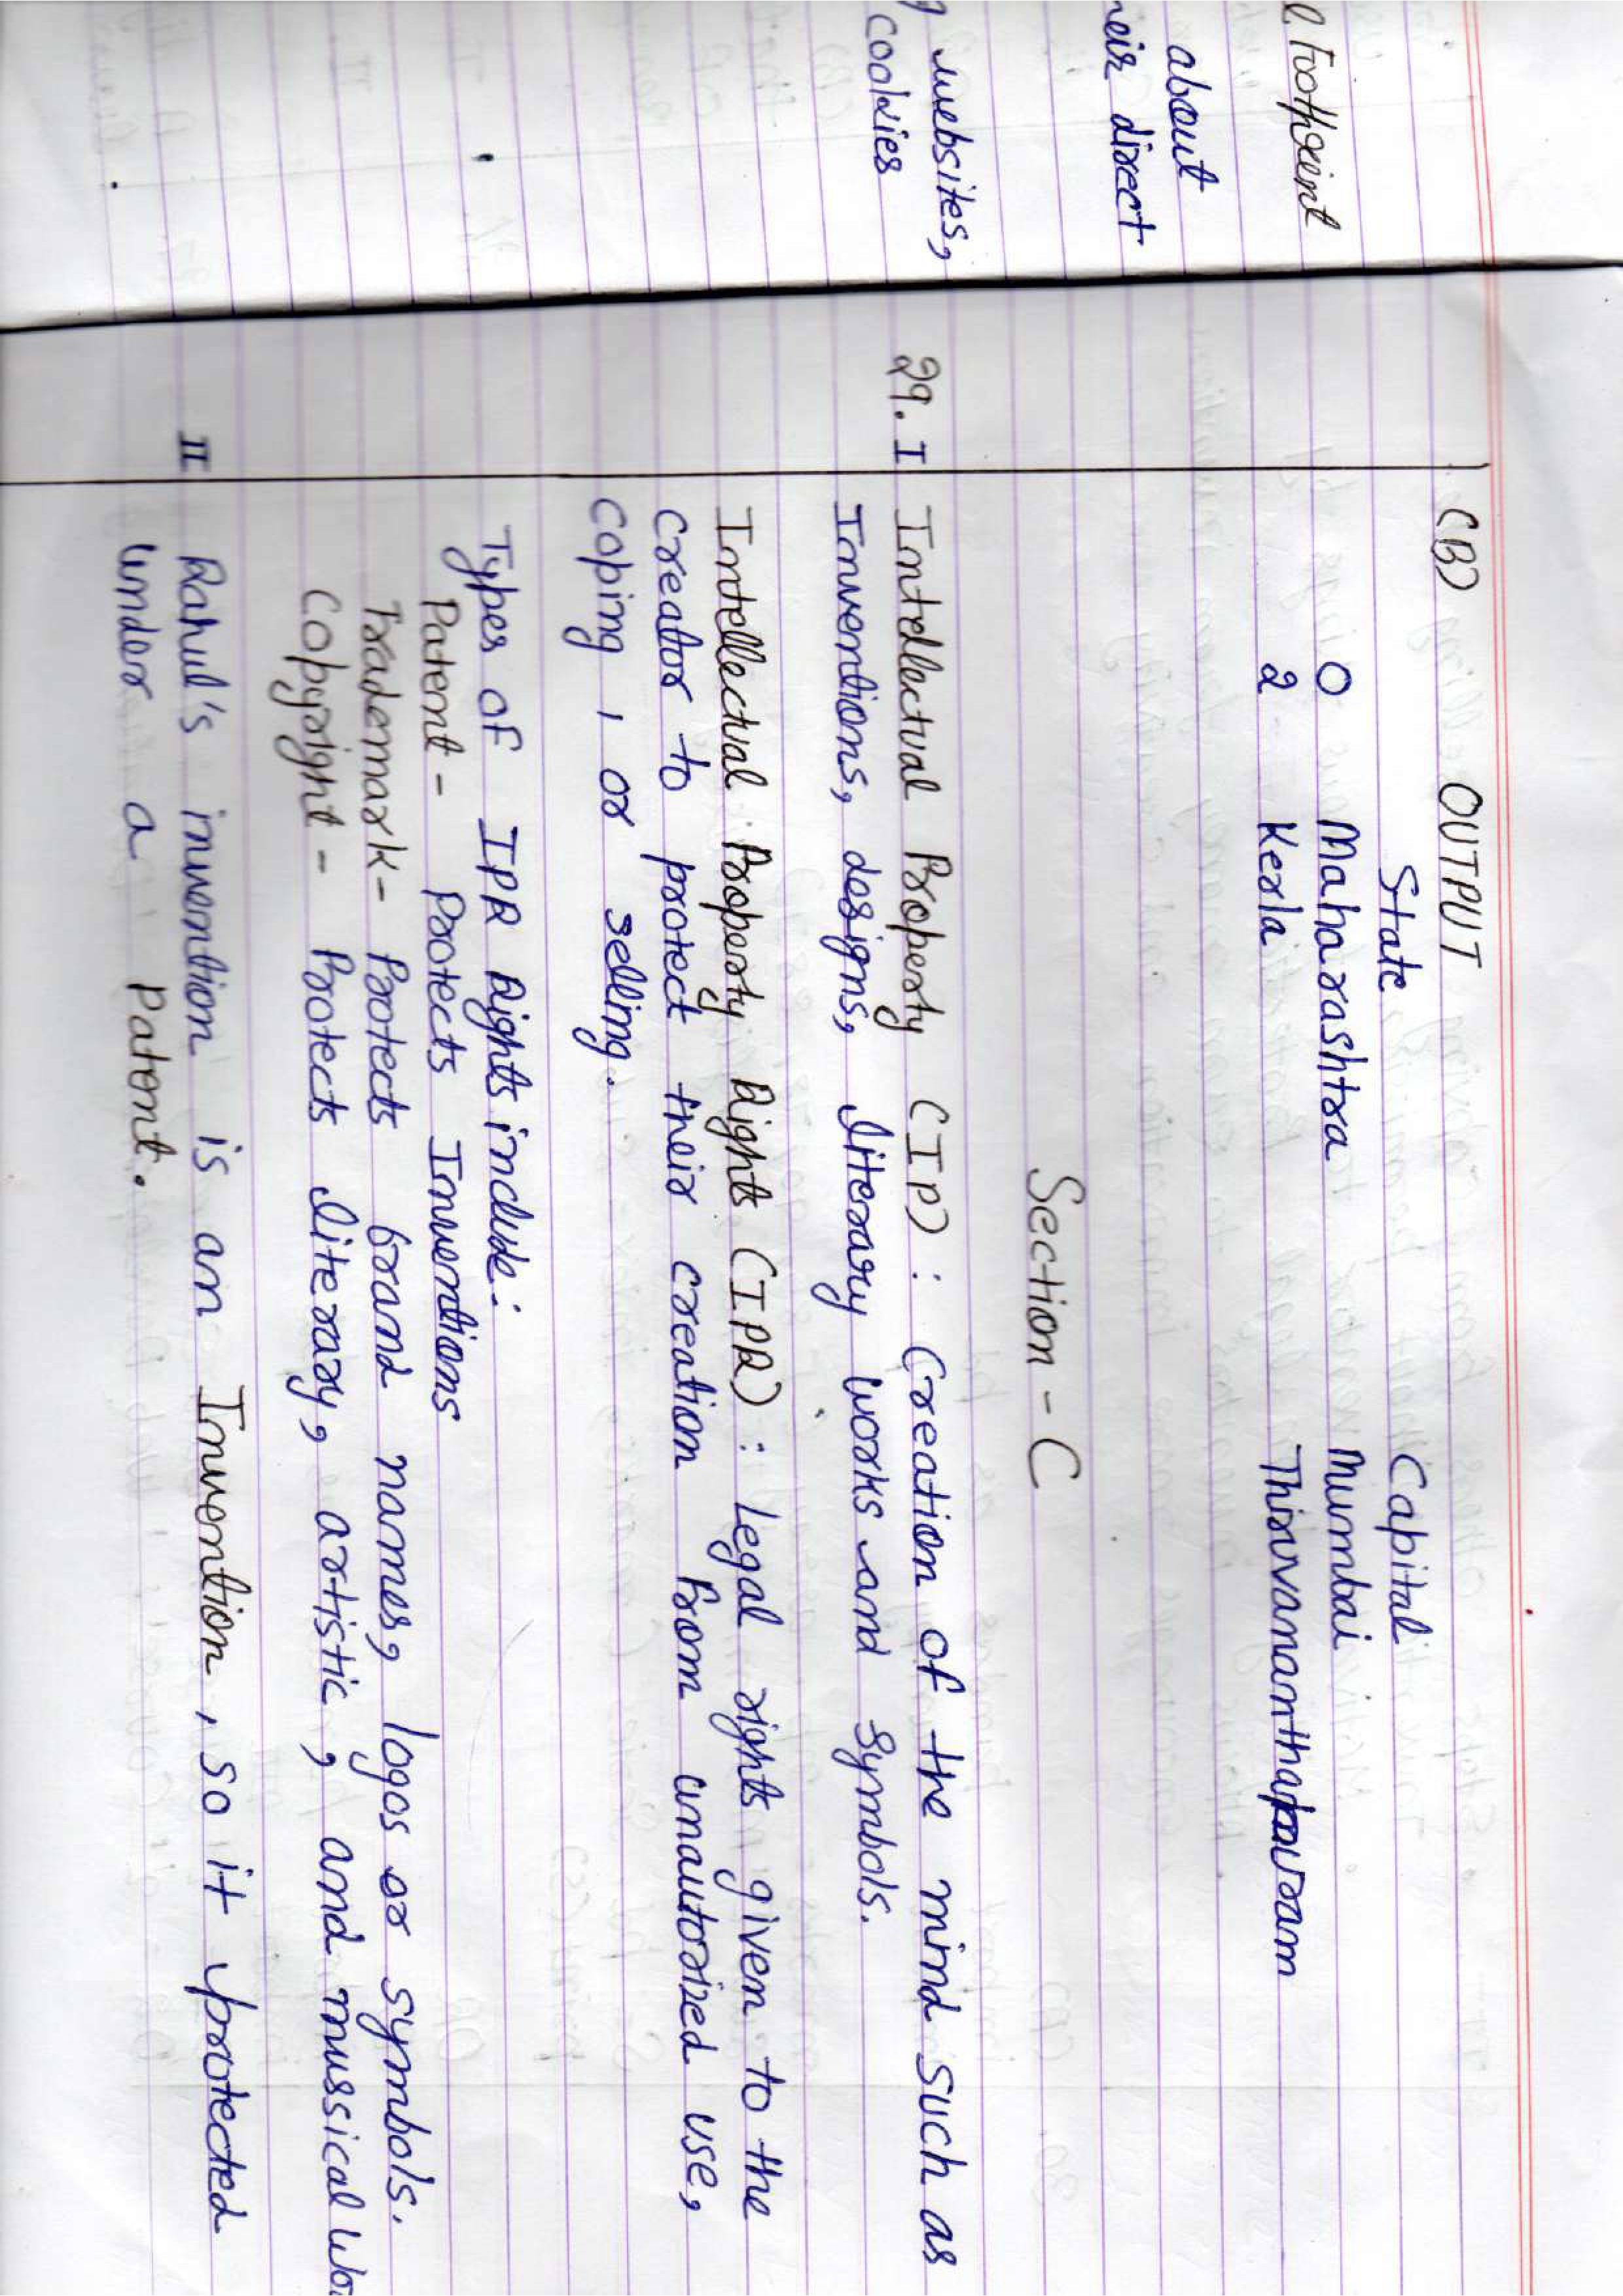 (B) OUTPUT
State Capital
0 Maharashtra Mumbai
2 Kerla Thiruvananthapuram
Footprint
about
direct
Section - C
websites,
cookies
29. I Intellectual Property (IP) : Creation of the mind such as
Inventions, designs, literary works and symbols.
Intellectual Property Rights (IPR) : Legal rights given to the
creator to protect their creation from unautorized use,
coping , or selling.
Types of IPR Rights include:
Patent - Protects Inventions
Trademark - Protects brand names, logos or symbols.
Copyright - Protects literary, artistic , and mussical
II Rahul's invention is an Invention , so it protected
under a Patent.